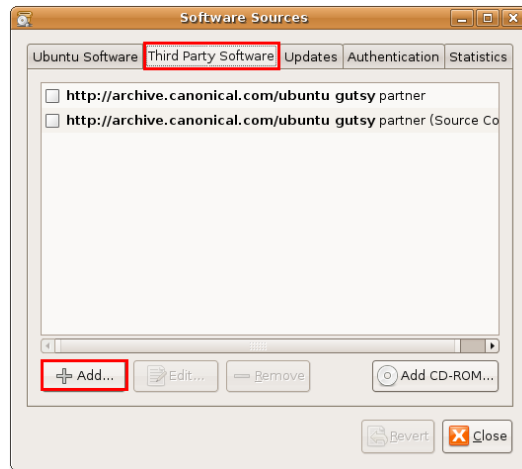 Software Sources
Ubuntu Software Third Party Software Updates Authentication Statistics
http://archive.canonical.com/ubuntu gutsy partner
http://archive.canonical.com/ubuntu gutsy partner (Source Co
Add... Edit... Remove Add CD-ROM...
Revert Close